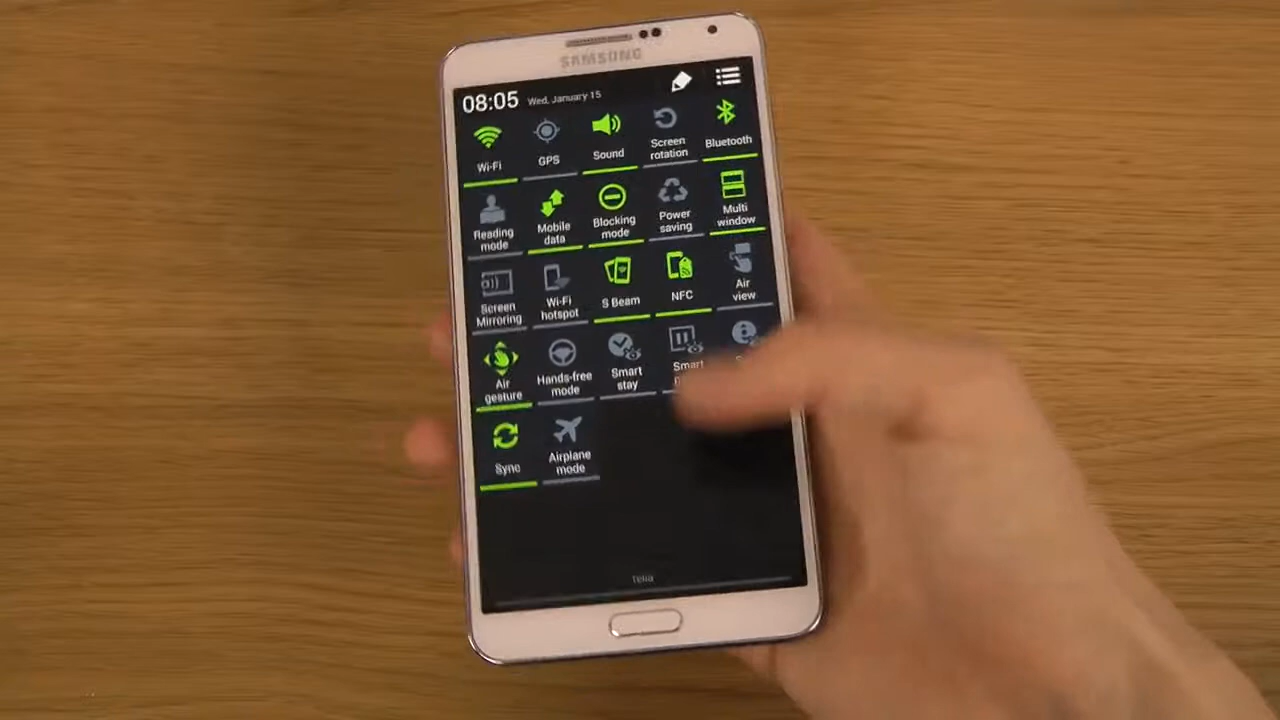 SAMSUNG
08:05 Wed, January 15
Wi-Fi
GPS
Sound
Screen
rotation
Bluetooth
Reading
mode
Mobile
data
Blocking
mode
Power
saving
Multi
window
Screen
Mirroring
Wi-Fi
hotspot
S Beam
NFC
Air
view
Air
gesture
Hands-free
mode
Smart
stay
Smart
Sync
Airplane
mode